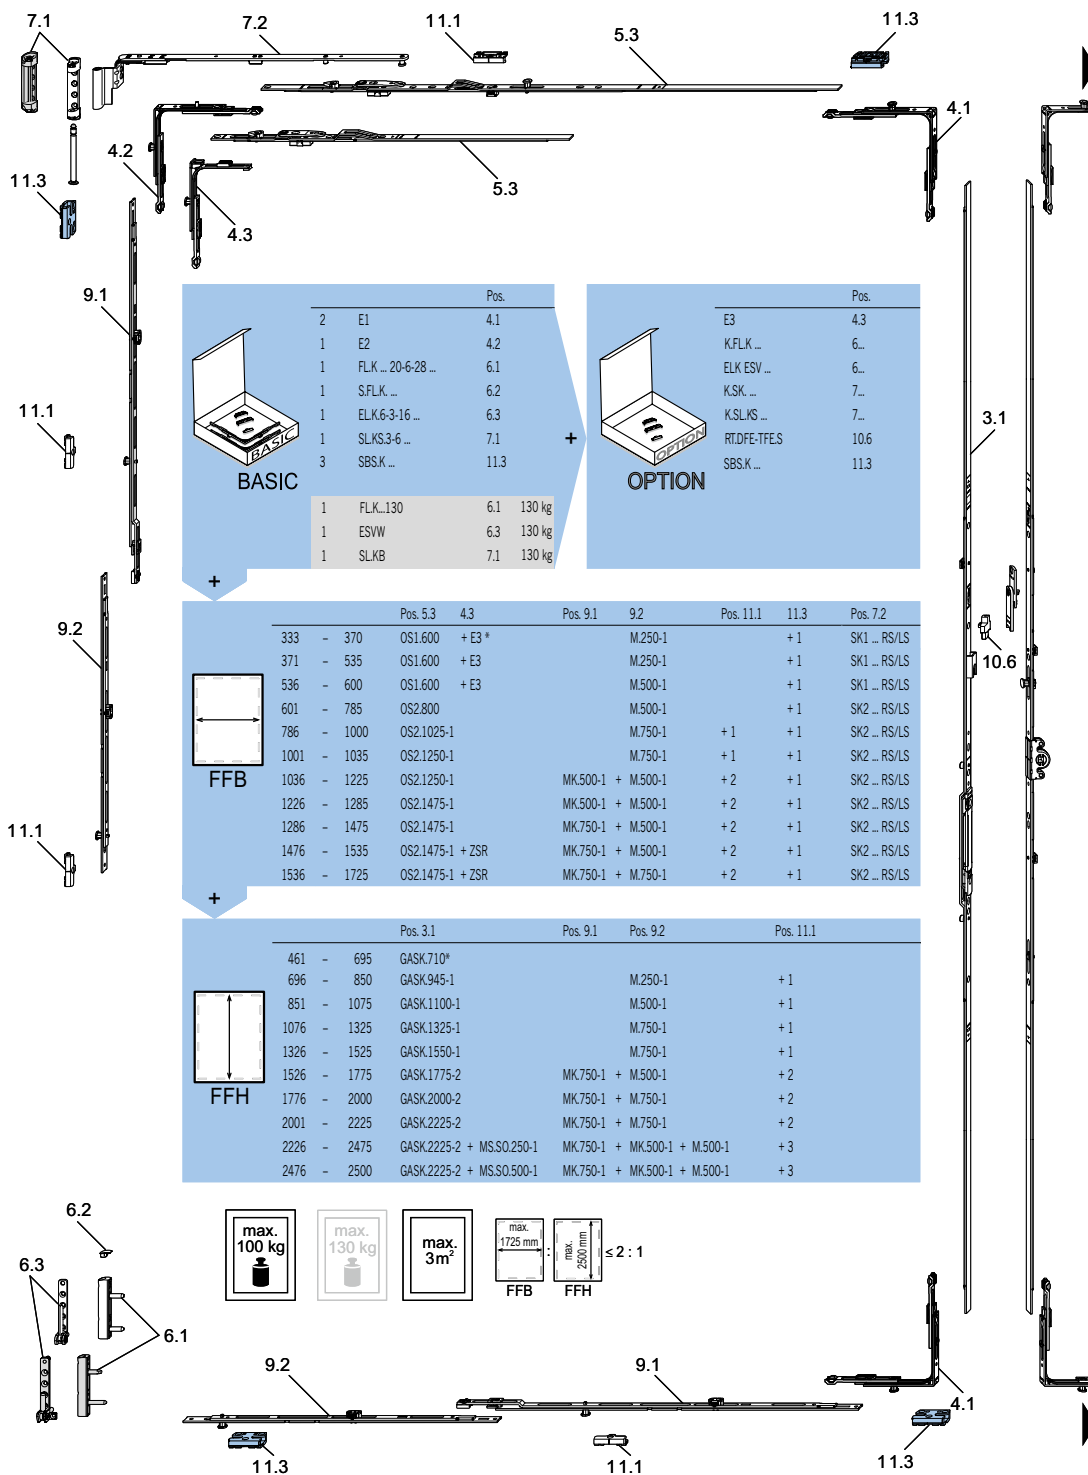 7.1
7.2
11.1
5.3
11.3
4.1
4.2
11.3
4.3
5.3
9.1
11.1
9.2
11.1
3.1
10.6
Pos.
2 E1 4.1
1 E2 4.2
1 FL.K ... 20-6-28 ... 6.1
1 S.FL.K. ... 6.2
1 EL.K.6-3-16 ... 6.3
1 SL.KS.3-6 ... 7.1
3 SBS.K ... 11.3
BASIC
BASIC
1 FL.K...130 6.1 130 kg
1 ESVW 6.3 130 kg
1 SL.KB 7.1 130 kg
+
Pos.
E3 4.3
K.FL.K ... 6...
ELK ESV ... 6...
K.SK. ... 7...
K.SL.KS ... 7...
RT.DFE-TFE.S 10.6
SBS.K ... 11.3
OPTION
OPTION
+
Pos. 5.3 4.3 Pos. 9.1 9.2 Pos. 11.1 11.3 Pos. 7.2
333 – 370 OS1.600 + E3 * M.250-1 + 1 SK1 ... RS/LS
371 – 535 OS1.600 + E3 M.250-1 + 1 SK1 ... RS/LS
536 – 600 OS1.600 + E3 M.500-1 + 1 SK1 ... RS/LS
601 – 785 OS2.800 M.500-1 + 1 SK2 ... RS/LS
786 – 1000 OS2.1025-1 M.750-1 + 1 + 1 SK2 ... RS/LS
1001 – 1035 OS2.1250-1 M.750-1 + 1 + 1 SK2 ... RS/LS
1036 – 1225 OS2.1250-1 MK.500-1 + M.500-1 + 2 + 1 SK2 ... RS/LS
1226 – 1285 OS2.1475-1 MK.500-1 + M.500-1 + 2 + 1 SK2 ... RS/LS
1286 – 1475 OS2.1475-1 MK.750-1 + M.500-1 + 2 + 1 SK2 ... RS/LS
1476 – 1535 OS2.1475-1 + ZSR MK.750-1 + M.500-1 + 2 + 1 SK2 ... RS/LS
1536 – 1725 OS2.1475-1 + ZSR MK.750-1 + M.750-1 + 2 + 1 SK2 ... RS/LS
FFB
+
Pos. 3.1 Pos. 9.1 Pos. 9.2 Pos. 11.1
461 – 695 GASK.710*
696 – 850 GASK.945-1 M.250-1 + 1
851 – 1075 GASK.1100-1 M.500-1 + 1
1076 – 1325 GASK.1325-1 M.750-1 + 1
1326 – 1525 GASK.1550-1 M.750-1 + 1
1526 – 1775 GASK.1775-2 MK.750-1 + M.500-1 + 2
1776 – 2000 GASK.2000-2 MK.750-1 + M.750-1 + 2
2001 – 2225 GASK.2225-2 MK.750-1 + M.750-1 + 2
2226 – 2475 GASK.2225-2 + MS.SO.250-1 MK.750-1 + MK.500-1 + M.500-1 + 3
2476 – 2500 GASK.2225-2 + MS.SO.500-1 MK.750-1 + MK.500-1 + M.500-1 + 3
FFH
max.
100 kg
max.
130 kg
max.
3m²
max.
1725 mm
FFB
:
max.
2500 mm
FFH
≤ 2 : 1
6.2
6.3
6.1
9.2
9.1
4.1
11.3
11.1
11.3